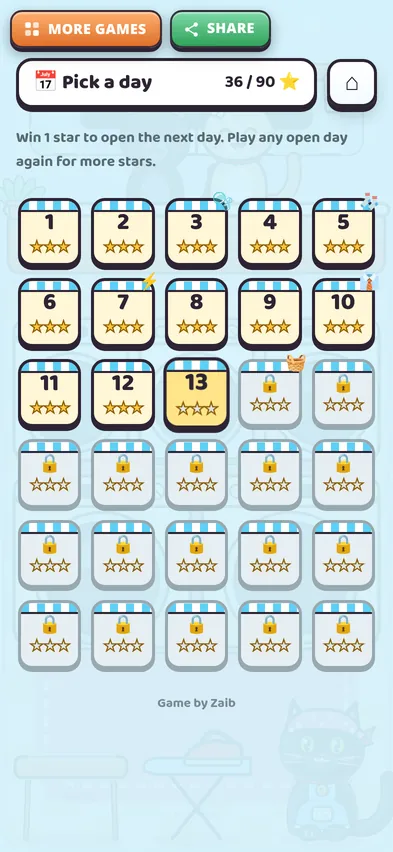 MORE GAMES
SHARE
July
17
Pick a day
36 / 90
Win 1 star to open the next day. Play any open day
again for more stars.
1 2 3 4 5
6 7 8 9 10
11 12 13
Game by Zaib